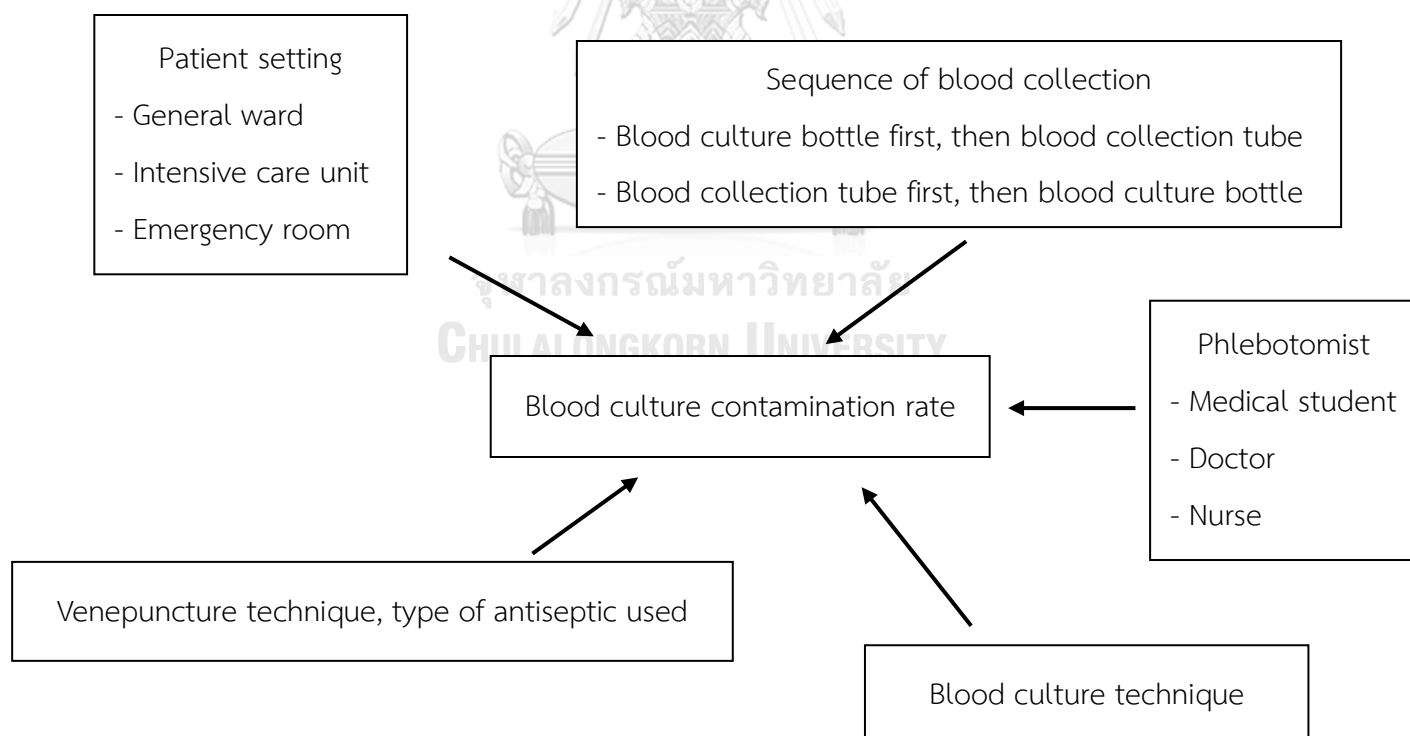 Patient setting
- General ward
- Intensive care unit
- Emergency room
Sequence of blood collection
- Blood culture bottle first, then blood collection tube
- Blood collection tube first, then blood culture bottle
จุฬาลงกรณ์มหาวิทยาลัย
CHULALONGKORN UNIVERSITY
Blood culture contamination rate
Phlebotomist
- Medical student
- Doctor
- Nurse
Venepuncture technique, type of antiseptic used
Blood culture technique